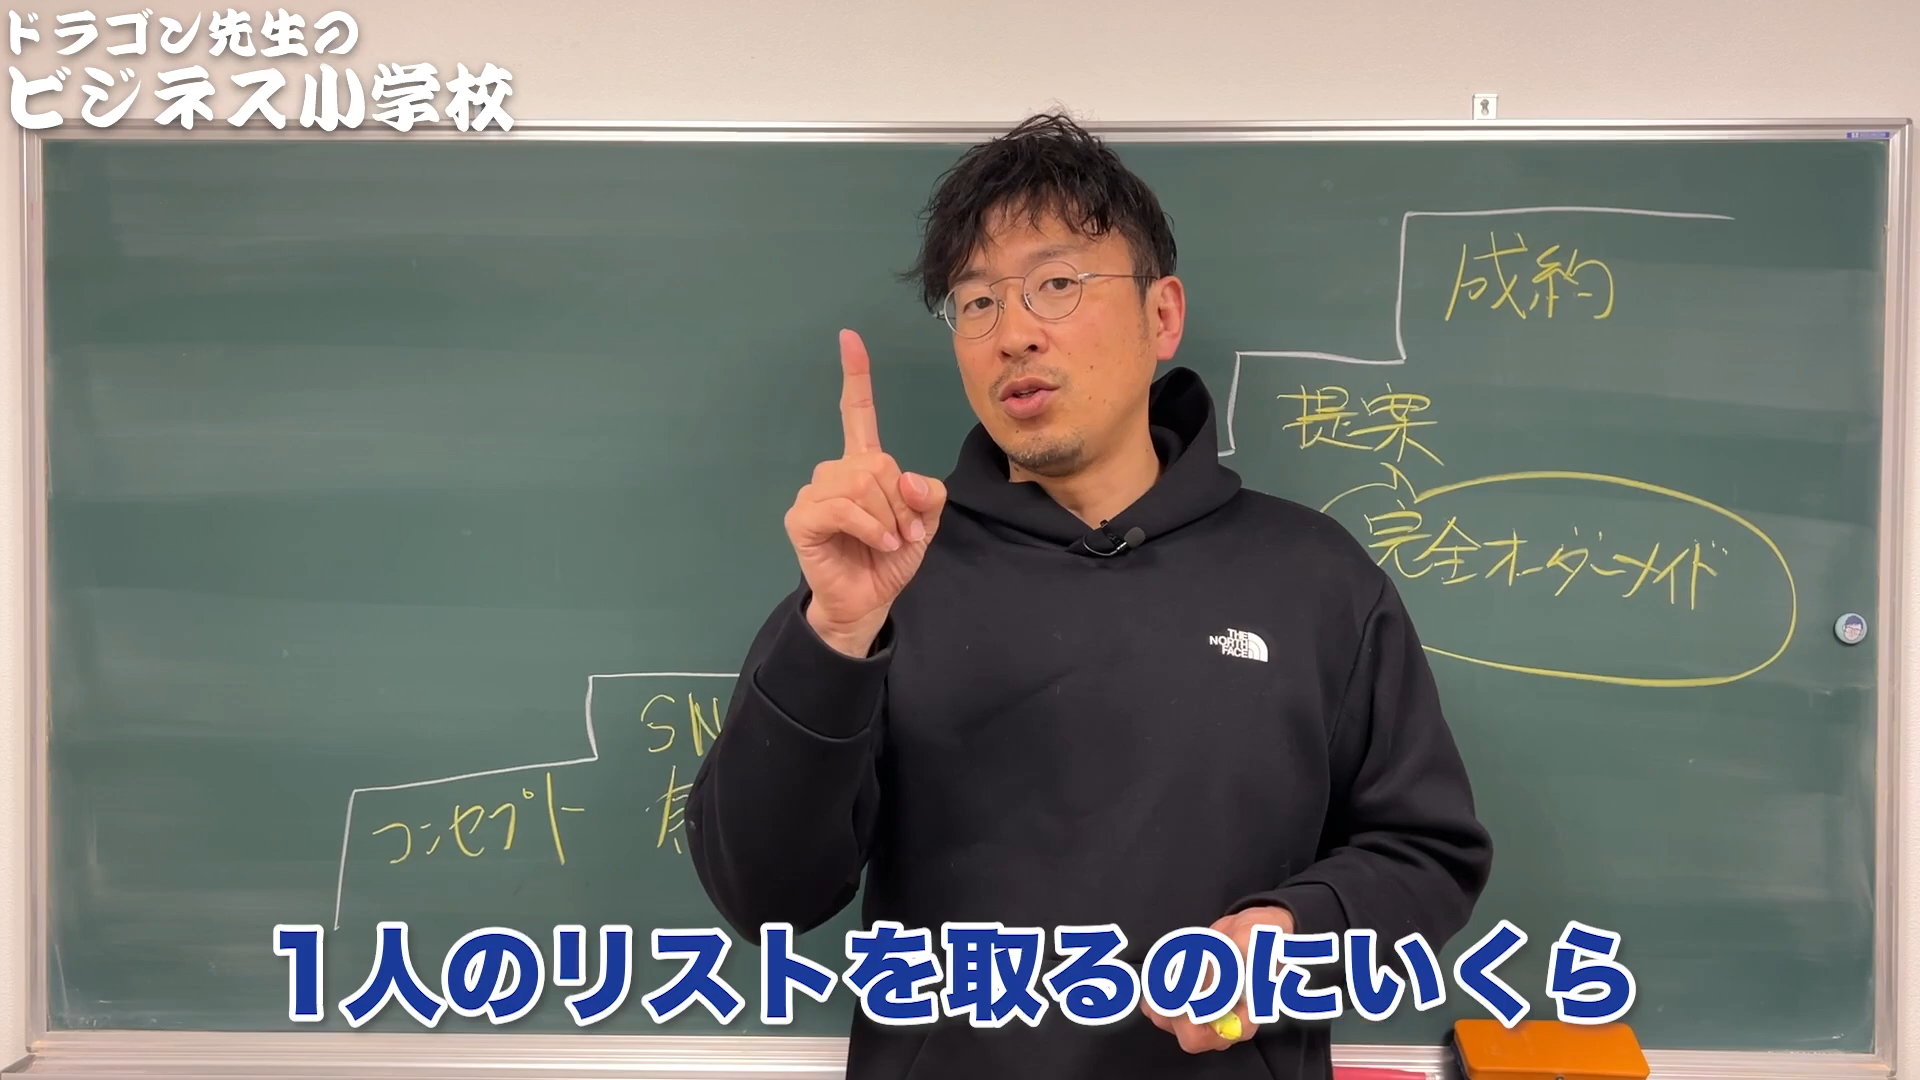 ドラゴン先生の
ビジネス小学校
成約
提案
完全オーダーメイド
THE
NORTH
FACE
SN
コンセプト
1人のリストを取るのにいくら